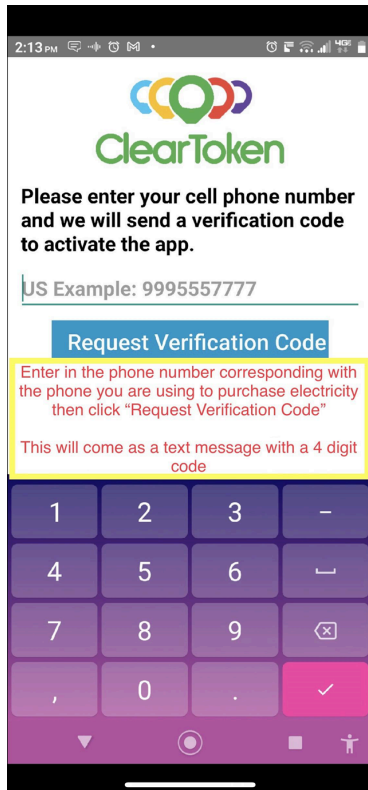 2:13 PM
4GE
ClearToken
Please enter your cell phone number
and we will send a verification code
to activate the app.
US Example: 9995557777
Request Verification Code
Enter in the phone number corresponding with
the phone you are using to purchase electricity
then click “Request Verification Code”
This will come as a text message with a 4 digit
code
1 2 3 –
4 5 6
7 8 9
, 0 .